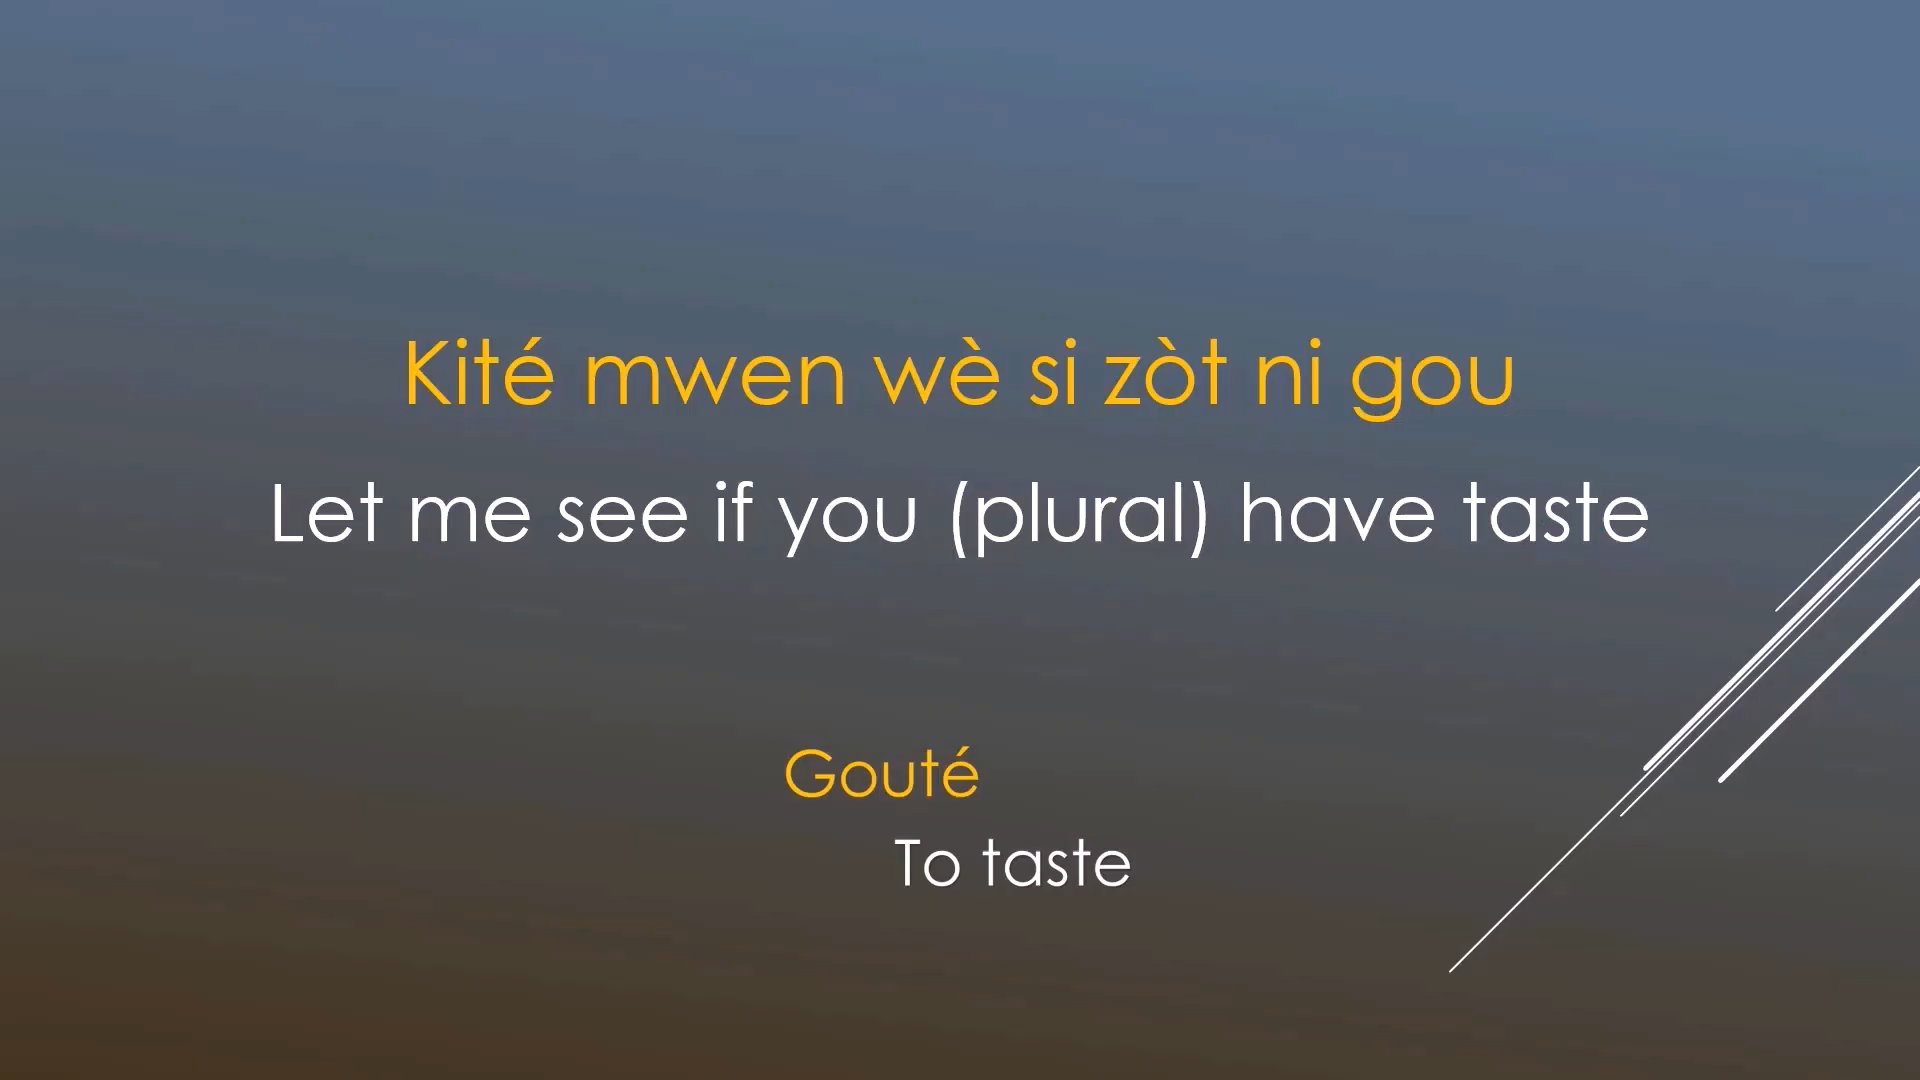 Kité mwen wè si zòt ni gou
Let me see if you (plural) have taste
Gouté
To taste